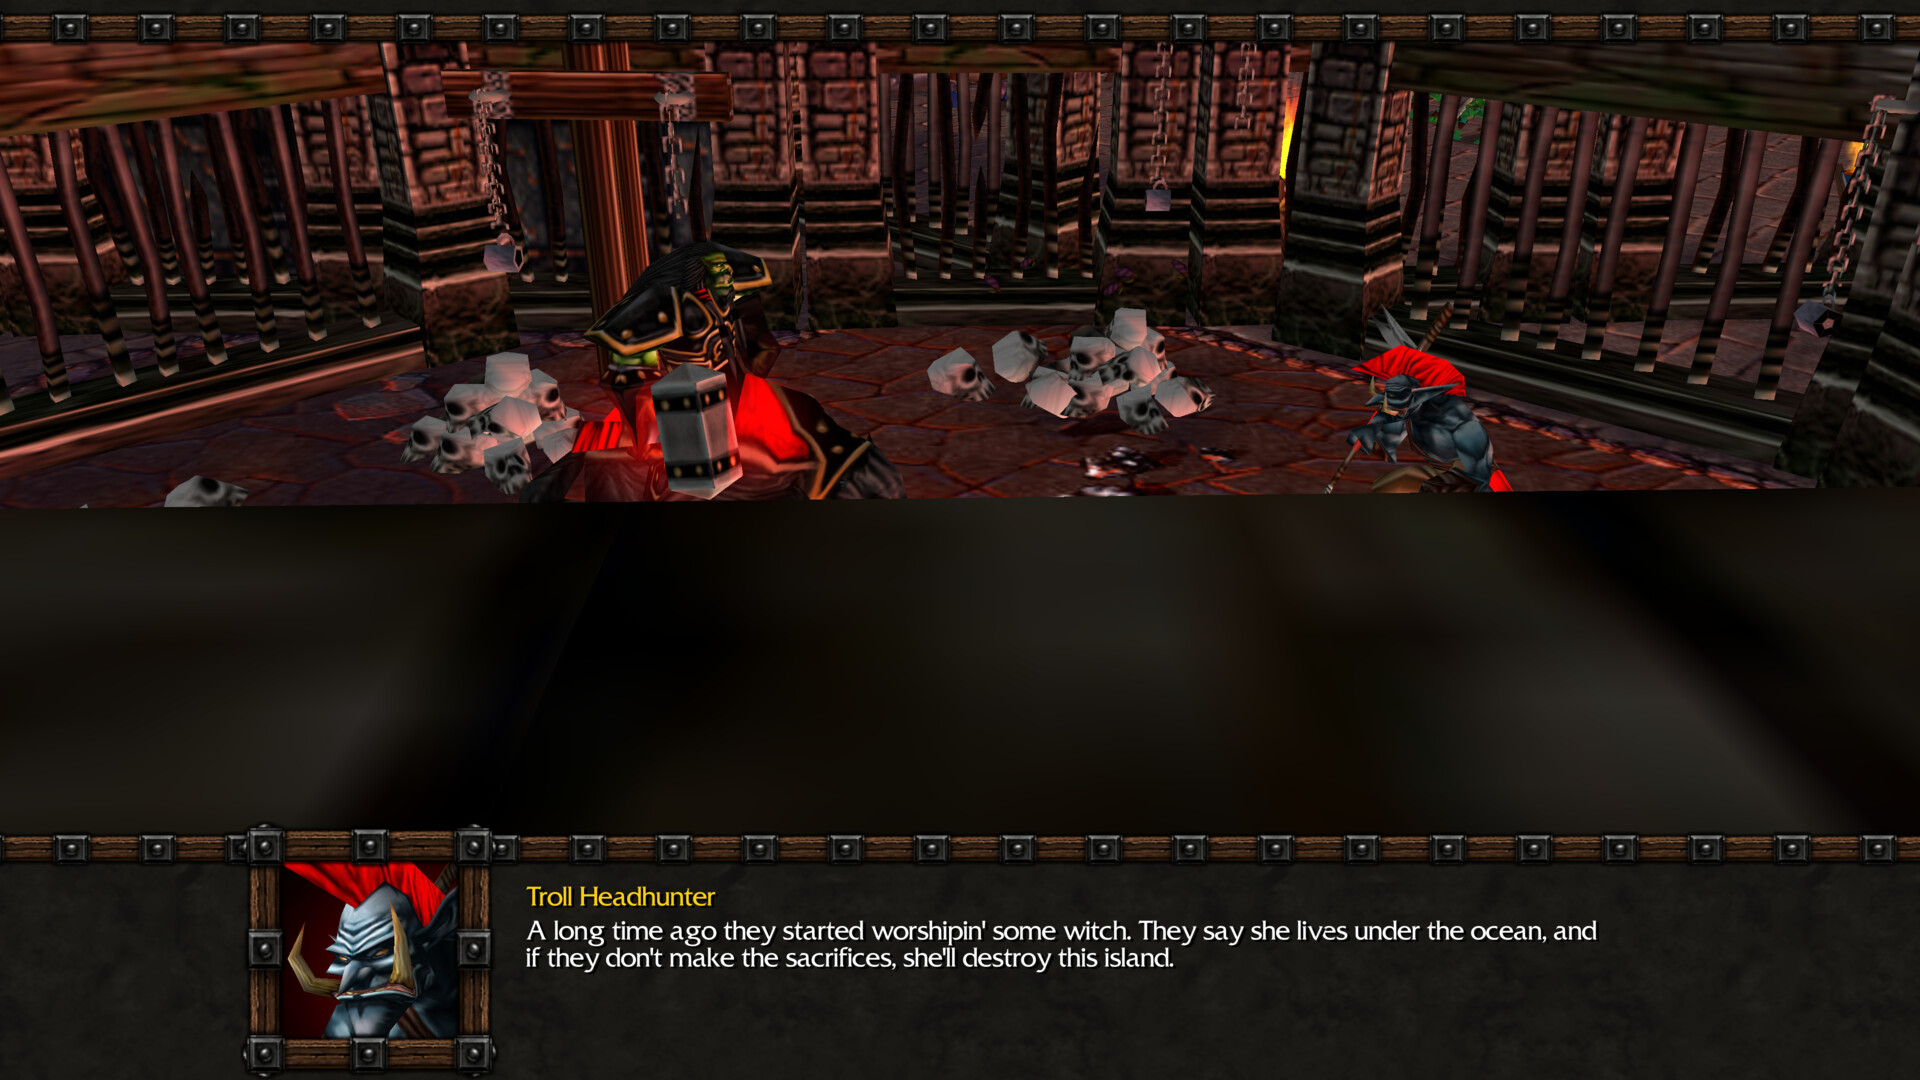 Troll Headhunter
A long time ago they started worshipin' some witch. They say she lives under the ocean, and
if they don't make the sacrifices, she'll destroy this island.